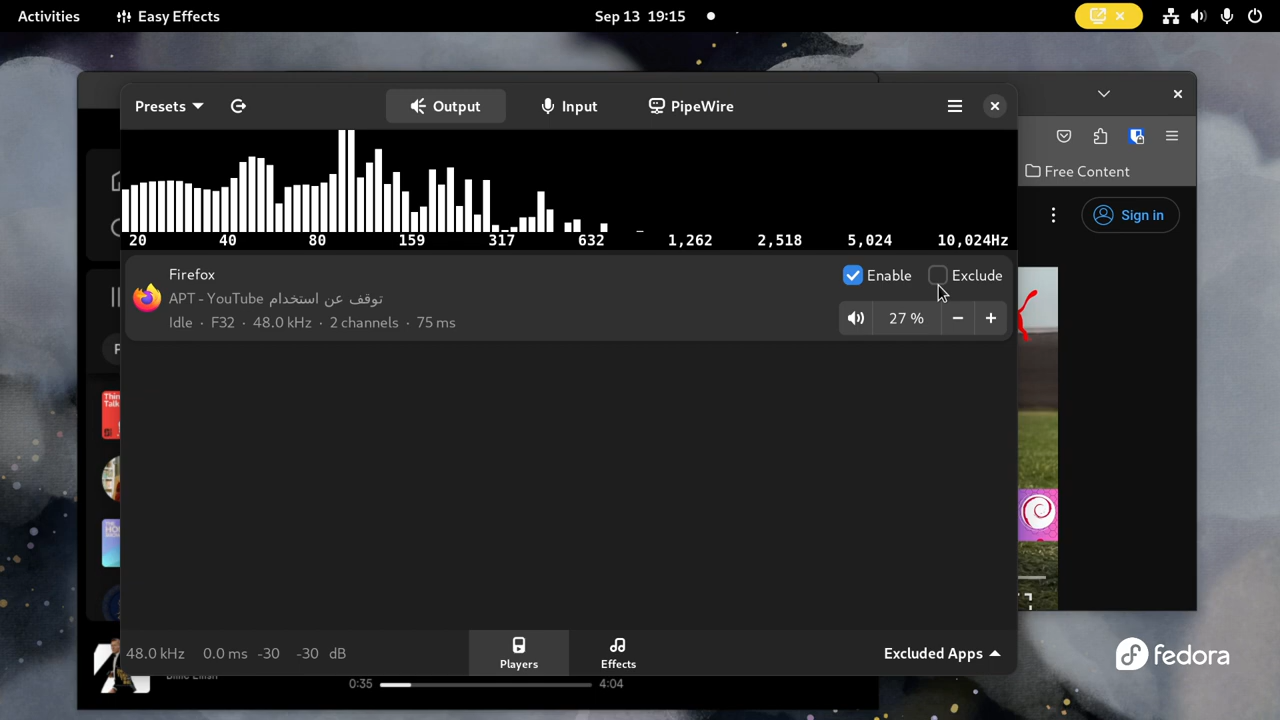 Activities
Easy Effects
Sep 13 19:15
Presets
Output
Input
PipeWire
Free Content
Sign in
20 40 80 159 317 632 1,262 2,518 5,024 10,024Hz
Firefox
توقف عن استخدام APT - YouTube
Idle · F32 · 48.0 kHz · 2 channels · 75 ms
Enable
Exclude
27 %
48.0 kHz 0.0 ms -30 -30 dB
Players
Effects
Excluded Apps
0:35
4:04
fedora